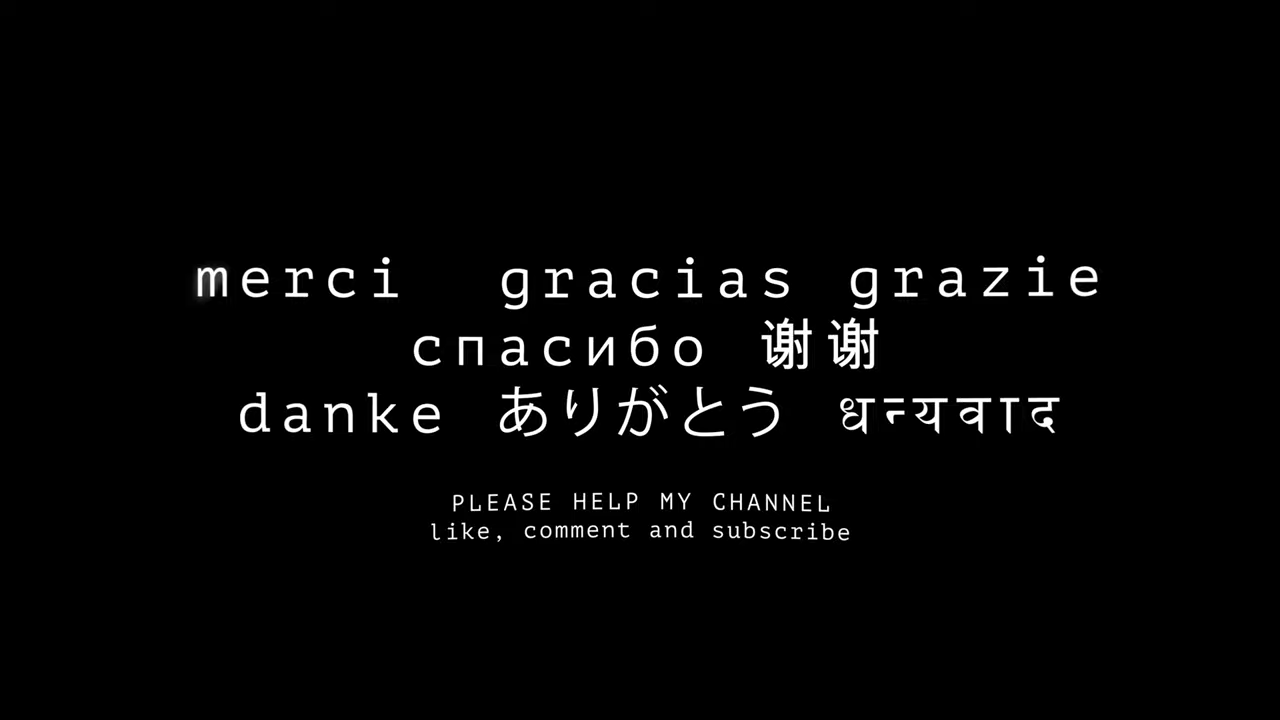 merci gracias grazie
спасибо 谢谢
danke ありがとう धन्यवाद
PLEASE HELP MY CHANNEL
like, comment and subscribe